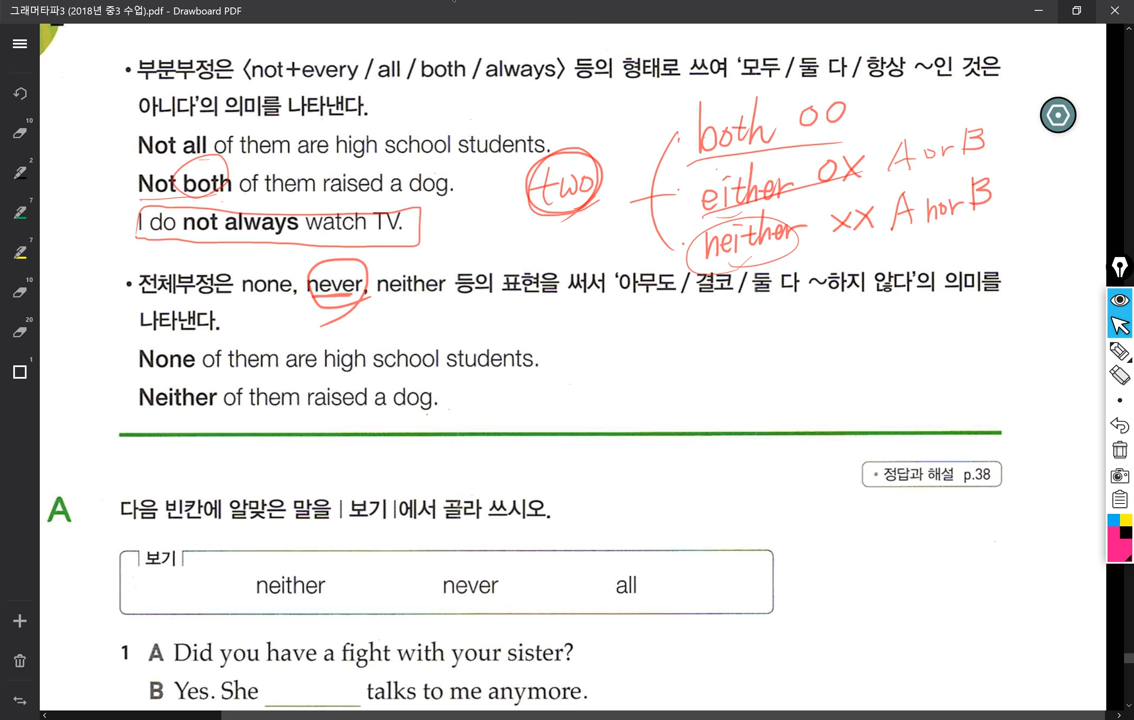 그래머타파3 (2018년 중3 수업).pdf - Drawboard PDF
• 부분부정은 〈not+every / all / both / always〉 등의 형태로 쓰여 '모두 / 둘 다 / 항상 ~인 것은
아니다'의 의미를 나타낸다.
Not all of them are high school students.
Not both of them raised a dog.
I do not always watch TV.
two
both OO
either OX A or B
neither XX A nor B
• 전체부정은 none, never, neither 등의 표현을 써서 '아무도 / 결코 / 둘 다 ~하지 않다'의 의미를
나타낸다.
None of them are high school students.
Neither of them raised a dog.
• 정답과 해설 p.38
A 다음 빈칸에 알맞은 말을 | 보기 |에서 골라 쓰시오.
보기
neither never all
1 A Did you have a fight with your sister?
B Yes. She ________ talks to me anymore.
10
2
7
7
10
20
1